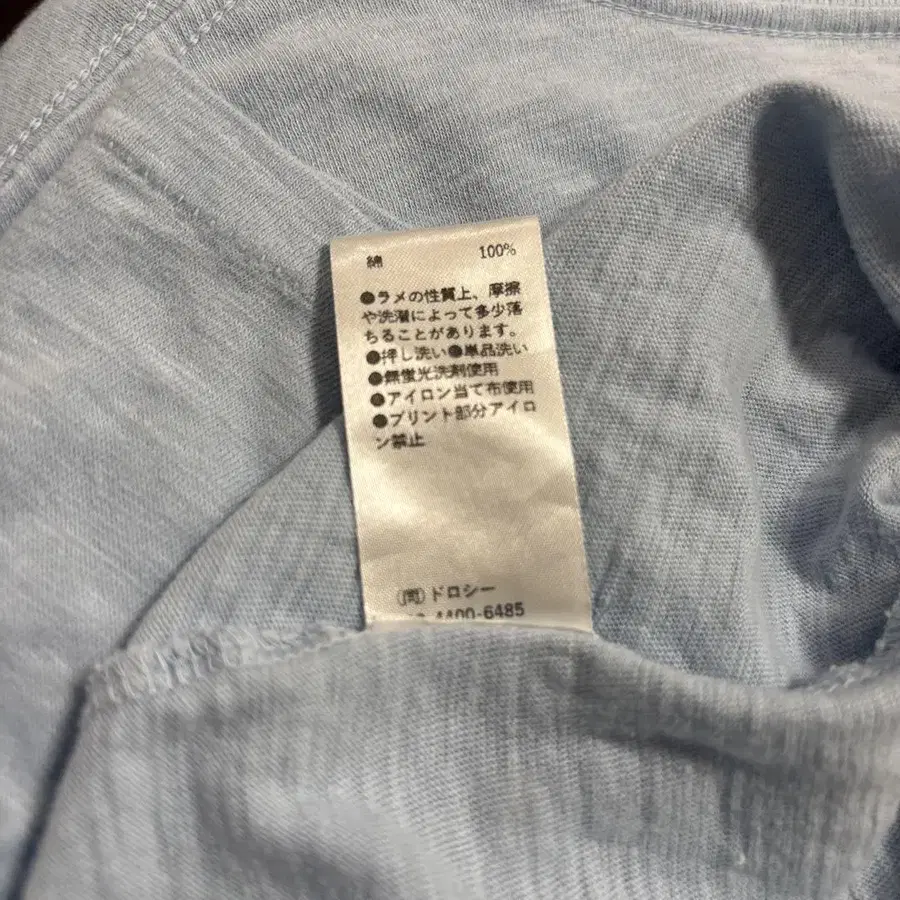 綿 100%
●ラメの性質上、摩擦
や洗濯によって多少落
ちることがあります。
●押し洗い●単品洗い
●無蛍光洗剤使用
●アイロン当て布使用
●プリント部分アイロ
ン禁止
(問)ドロシー
4400-6485